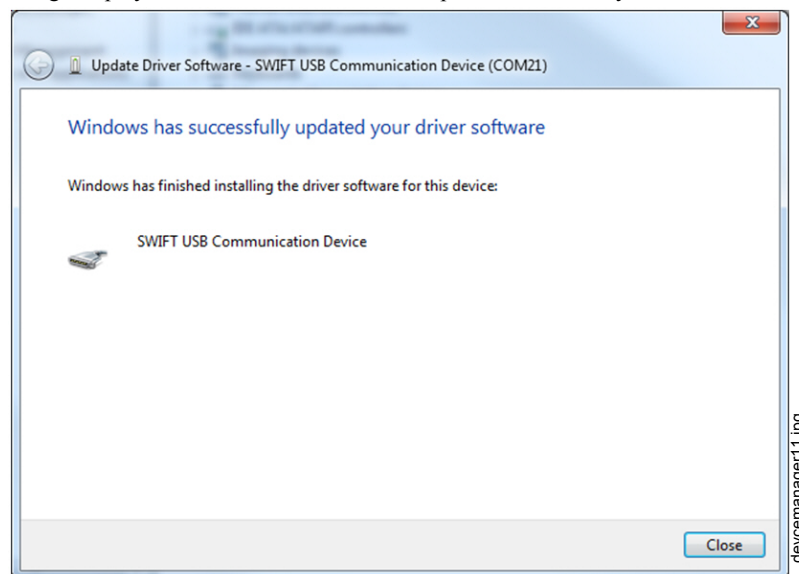 Update Driver Software - SWIFT USB Communication Device (COM21)
Windows has successfully updated your driver software
Windows has finished installing the driver software for this device:
SWIFT USB Communication Device
Close
devcemanager11.jpg